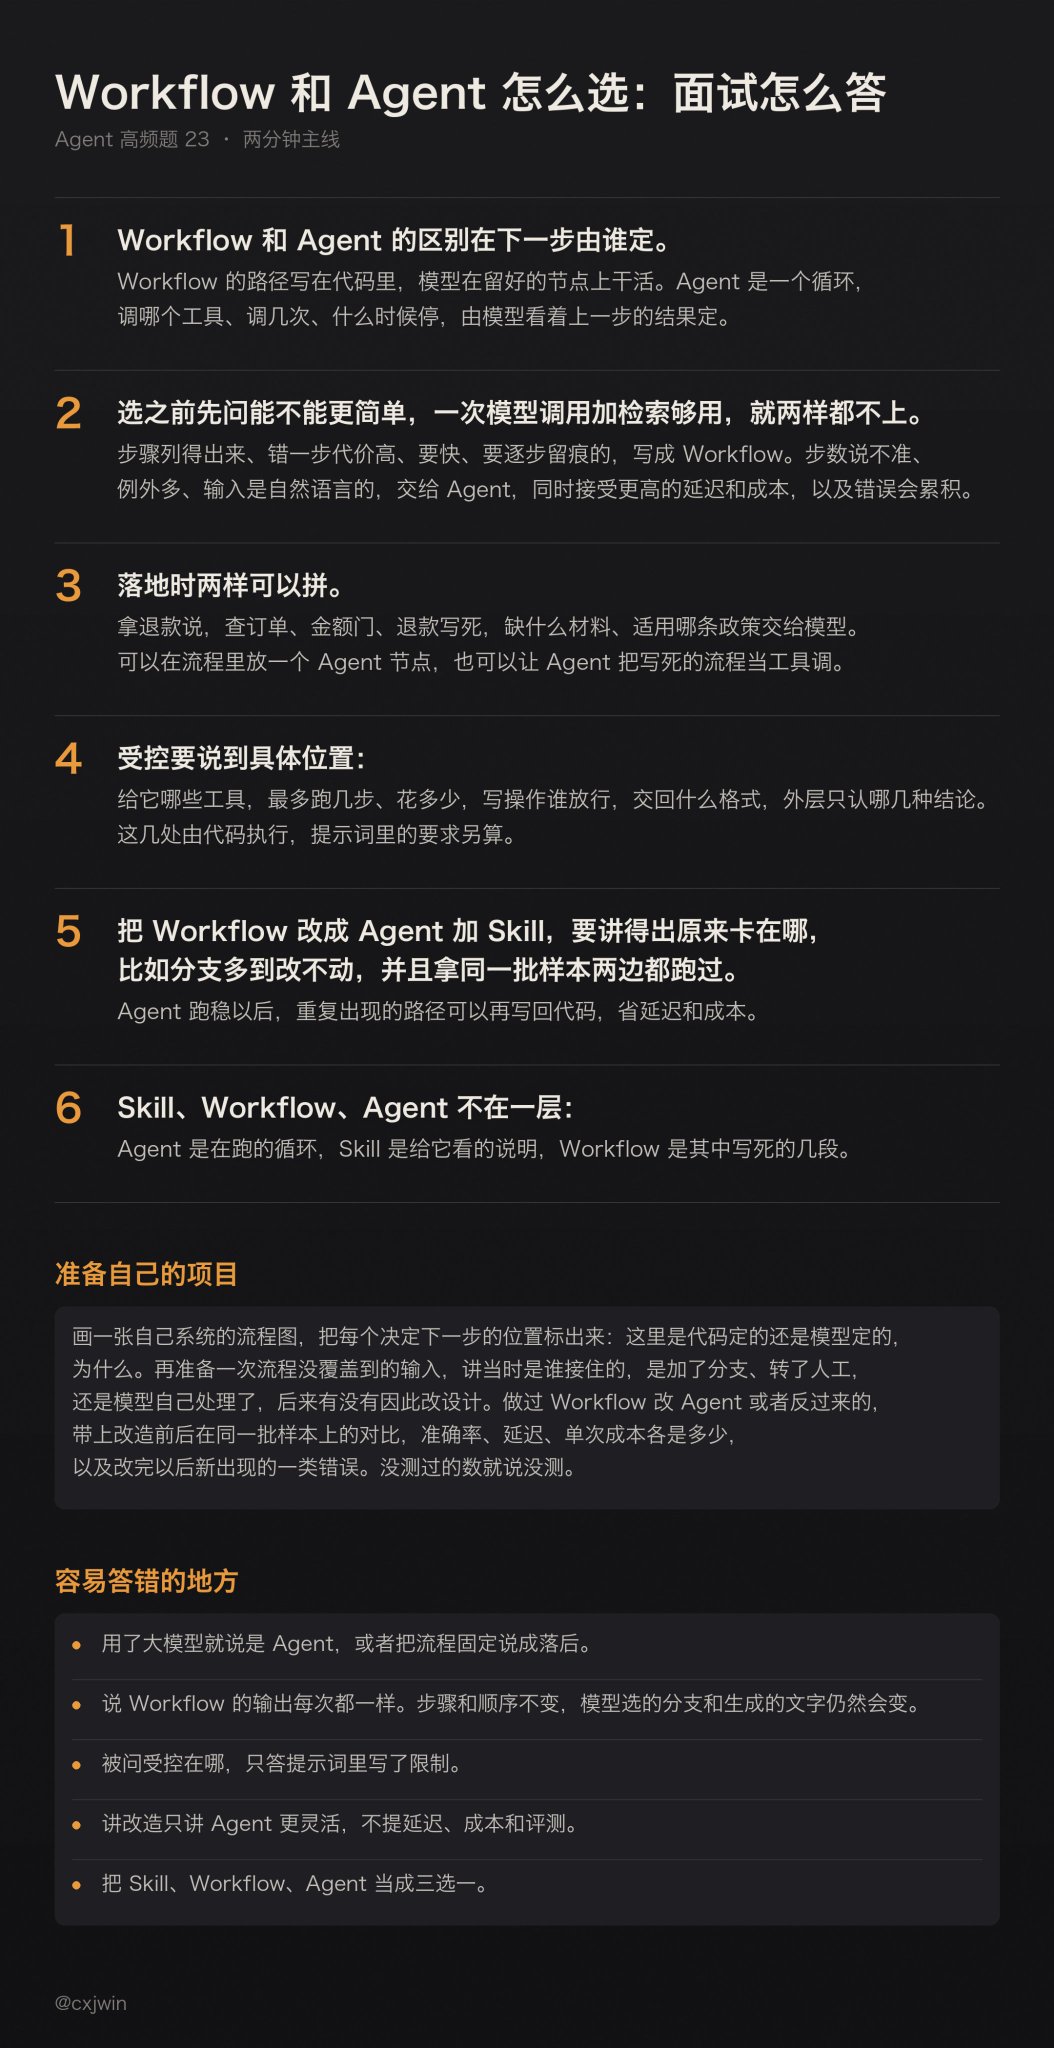 Workflow 和 Agent 怎么选：面试怎么答
Agent 高频题 23 · 两分钟主线
1
Workflow 和 Agent 的区别在下一步由谁定。
Workflow 的路径写在代码里，模型在留好的节点上干活。Agent 是一个循环，
调哪个工具、调几次、什么时候停，由模型看着上一步的结果定。
2
选之前先问能不能更简单，一次模型调用加检索够用，就两样都不上。
步骤列得出来、错一步代价高、要快、要逐步留痕的，写成 Workflow。步数说不准、
例外多、输入是自然语言的，交给 Agent，同时接受更高的延迟和成本，以及错误会累积。
3
落地时两样可以拼。
拿退款说，查订单、金额门、退款写死，缺什么材料、适用哪条政策交给模型。
可以在流程里放一个 Agent 节点，也可以让 Agent 把写死的流程当工具调。
4
受控要说到具体位置：
给它哪些工具，最多跑几步、花多少，写操作谁放行，交回什么格式，外层只认哪几种结论。
这几处由代码执行，提示词里的要求另算。
5
把 Workflow 改成 Agent 加 Skill，要讲得出原来卡在哪，
比如分支多到改不动，并且拿同一批样本两边都跑过。
Agent 跑稳以后，重复出现的路径可以再写回代码，省延迟和成本。
6
Skill、Workflow、Agent 不在一层：
Agent 是在跑的循环，Skill 是给它看的说明，Workflow 是其中写死的几段。
准备自己的项目
画一张自己系统的流程图，把每个决定下一步的位置标出来：这里是代码定的还是模型定的，
为什么。再准备一次流程没覆盖到的输入，讲当时是谁接住的，是加了分支、转了人工，
还是模型自己处理了，后来有没有因此改设计。做过 Workflow 改 Agent 或者反过来的，
带上改造前后在同一批样本上的对比，准确率、延迟、单次成本各是多少，
以及改完以后新出现的一类错误。没测过的数就说没测。
容易答错的地方
• 用了大模型就说是 Agent，或者把流程固定说成落后。
• 说 Workflow 的输出每次都一样。步骤和顺序不变，模型选的分支和生成的文字仍然会变。
• 被问受控在哪，只答提示词里写了限制。
• 讲改造只讲 Agent 更灵活，不提延迟、成本和评测。
• 把 Skill、Workflow、Agent 当成三选一。
@cxjwin